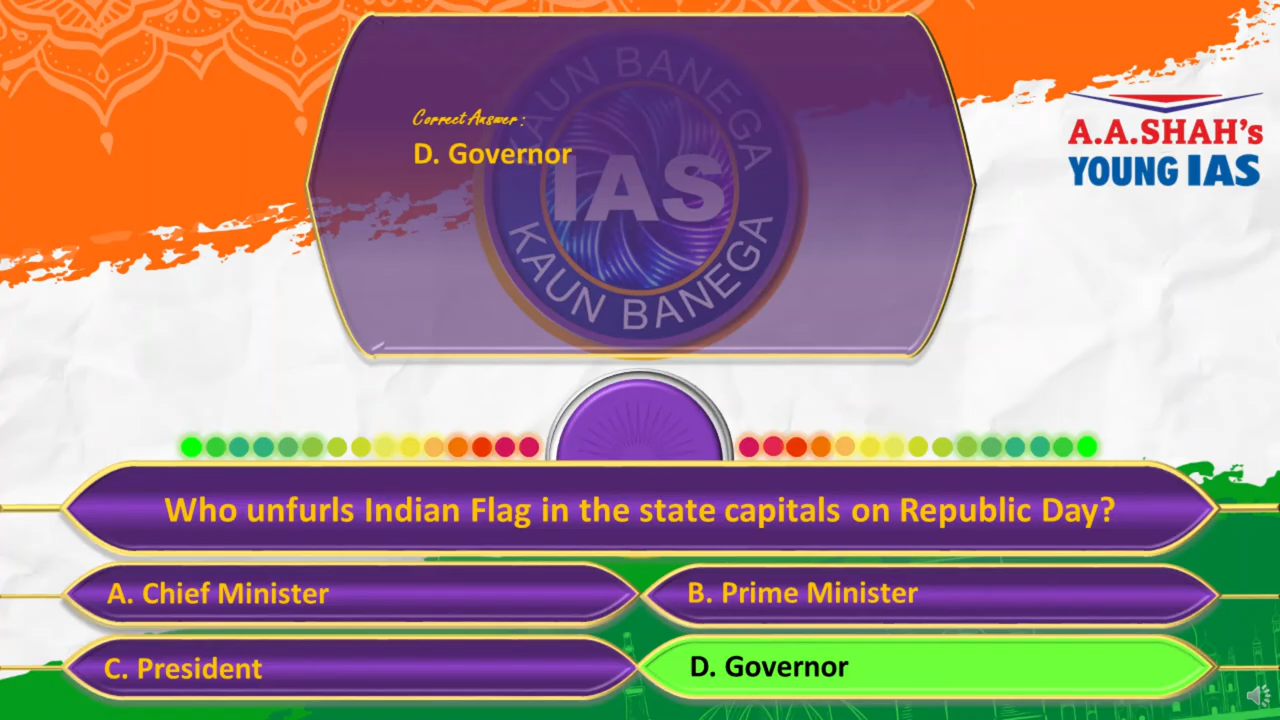 KAUN BANEGA
IAS
KAUN BANEGA
Correct Answer :
D. Governor
A.A.SHAH's
YOUNG IAS
Who unfurls Indian Flag in the state capitals on Republic Day?
A. Chief Minister
B. Prime Minister
C. President
D. Governor